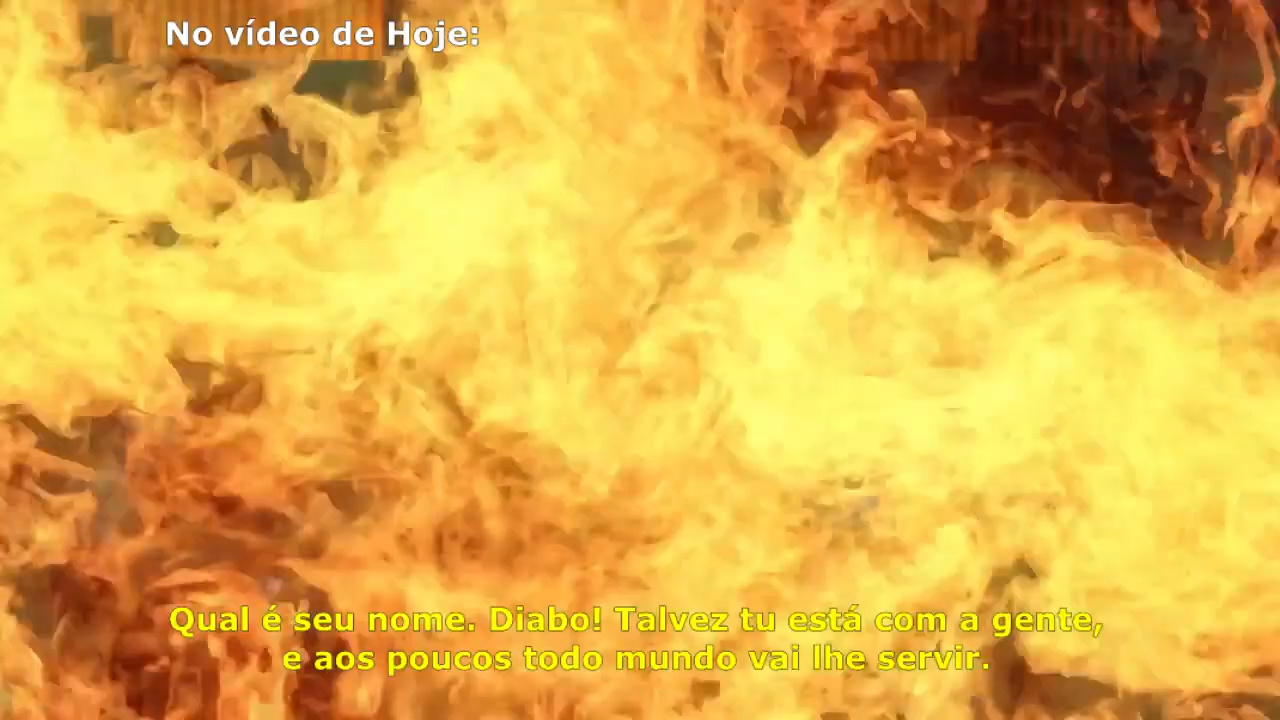 No vídeo de Hoje:
Qual é seu nome. Diabo! Talvez tu está com a gente,
e aos poucos todo mundo vai lhe servir.